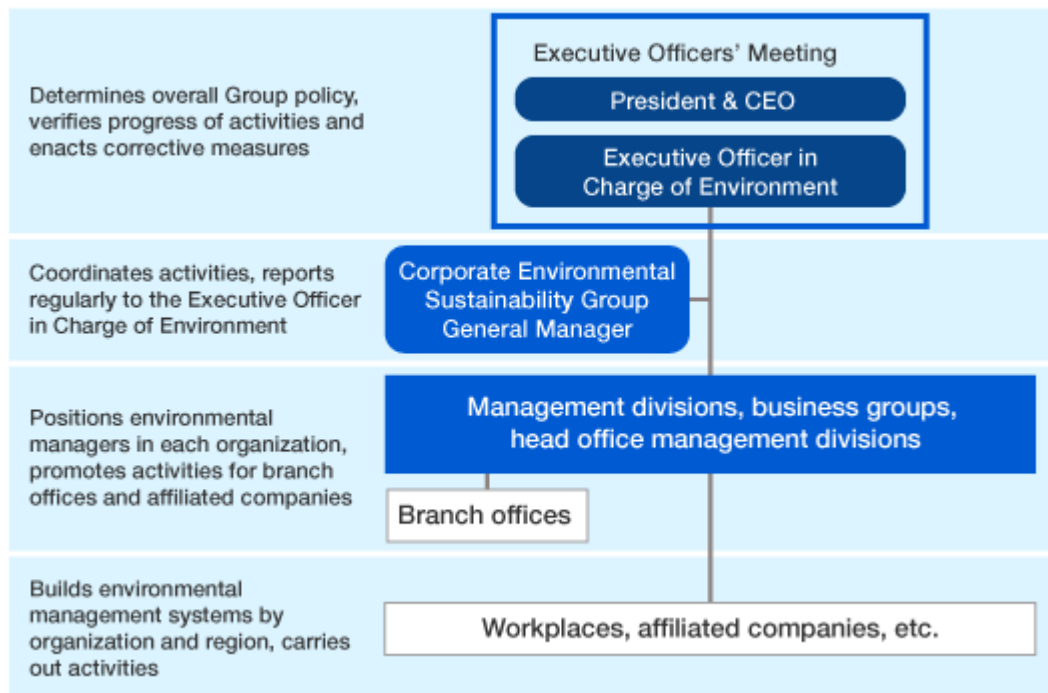 Determines overall Group policy,
verifies progress of activities and
enacts corrective measures
Executive Officers’ Meeting
President & CEO
Executive Officer in
Charge of Environment
Coordinates activities, reports
regularly to the Executive Officer
in Charge of Environment
Corporate Environmental
Sustainability Group
General Manager
Positions environmental
managers in each organization,
promotes activities for branch
offices and affiliated companies
Management divisions, business groups,
head office management divisions
Branch offices
Builds environmental
management systems by
organization and region, carries
out activities
Workplaces, affiliated companies, etc.